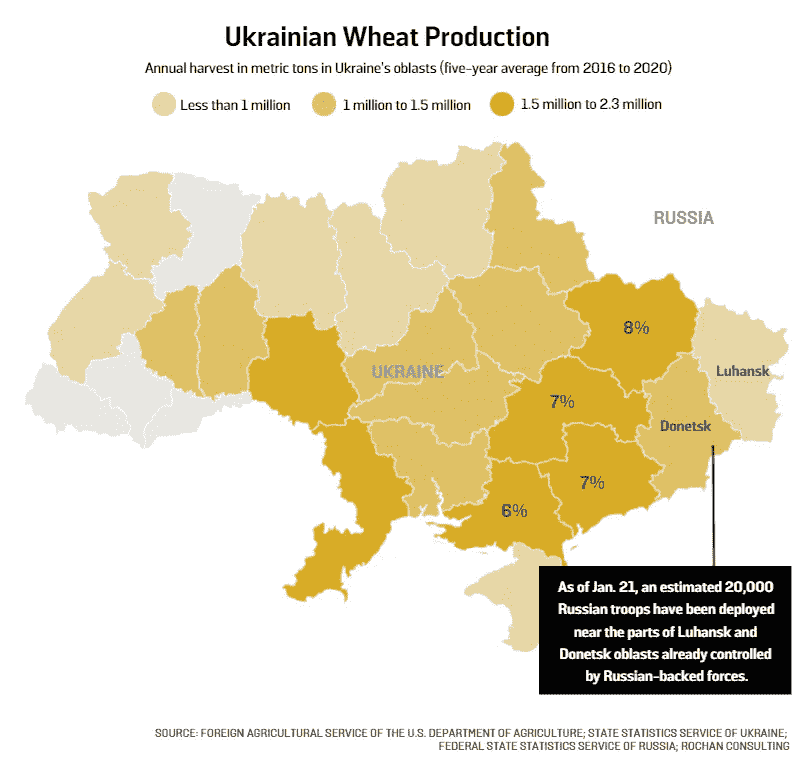 Ukrainian Wheat Production
Annual harvest in metric tons in Ukraine's oblasts (five-year average from 2016 to 2020)
Less than 1 million
1 million to 1.5 million
1.5 million to 2.3 million
RUSSIA
8%
UKRAINE
Luhansk
7%
Donetsk
7%
6%
As of Jan. 21, an estimated 20,000
Russian troops have been deployed
near the parts of Luhansk and
Donetsk oblasts already controlled
by Russian-backed forces.
SOURCE: FOREIGN AGRICULTURAL SERVICE OF THE U.S. DEPARTMENT OF AGRICULTURE; STATE STATISTICS SERVICE OF UKRAINE;
FEDERAL STATE STATISTICS SERVICE OF RUSSIA; ROCHAN CONSULTING